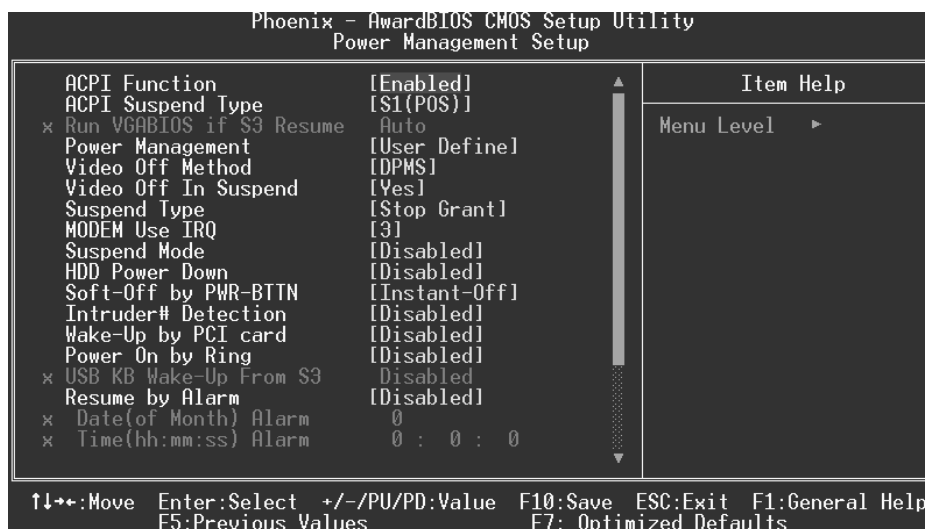 Phoenix - AwardBIOS CMOS Setup Utility
Power Management Setup
ACPI Function [Enabled]
ACPI Suspend Type [S1(POS)]
x Run VGABIOS if S3 Resume Auto
Power Management [User Define]
Video Off Method [DPMS]
Video Off In Suspend [Yes]
Suspend Type [Stop Grant]
MODEM Use IRQ [3]
Suspend Mode [Disabled]
HDD Power Down [Disabled]
Soft-Off by PWR-BTTN [Instant-Off]
Intruder# Detection [Disabled]
Wake-Up by PCI card [Disabled]
Power On by Ring [Disabled]
x USB KB Wake-Up From S3 Disabled
Resume by Alarm [Disabled]
x Date(of Month) Alarm 0
x Time(hh:mm:ss) Alarm 0 : 0 : 0
Item Help
Menu Level ►
↑↓→←:Move Enter:Select +/-/PU/PD:Value F10:Save ESC:Exit F1:General Help
F5:Previous Values F7: Optimized Defaults